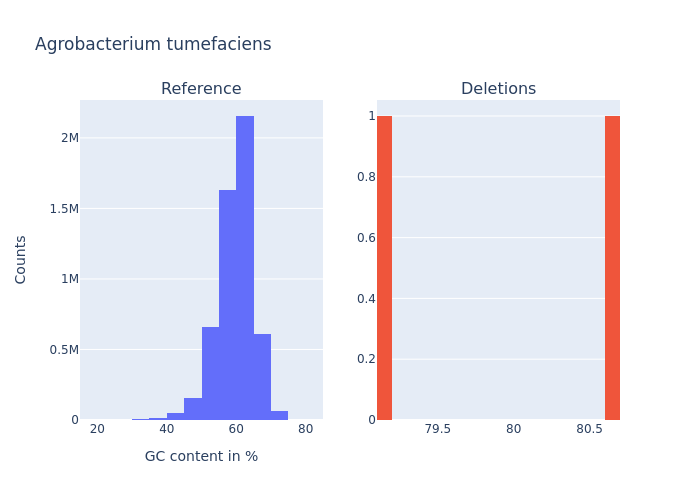 Agrobacterium tumefaciens
Reference
Deletions
2M
1.5M
1M
0.5M
0
Counts
20 40 60 80
GC content in %
1
0.8
0.6
0.4
0.2
0
79.5 80 80.5